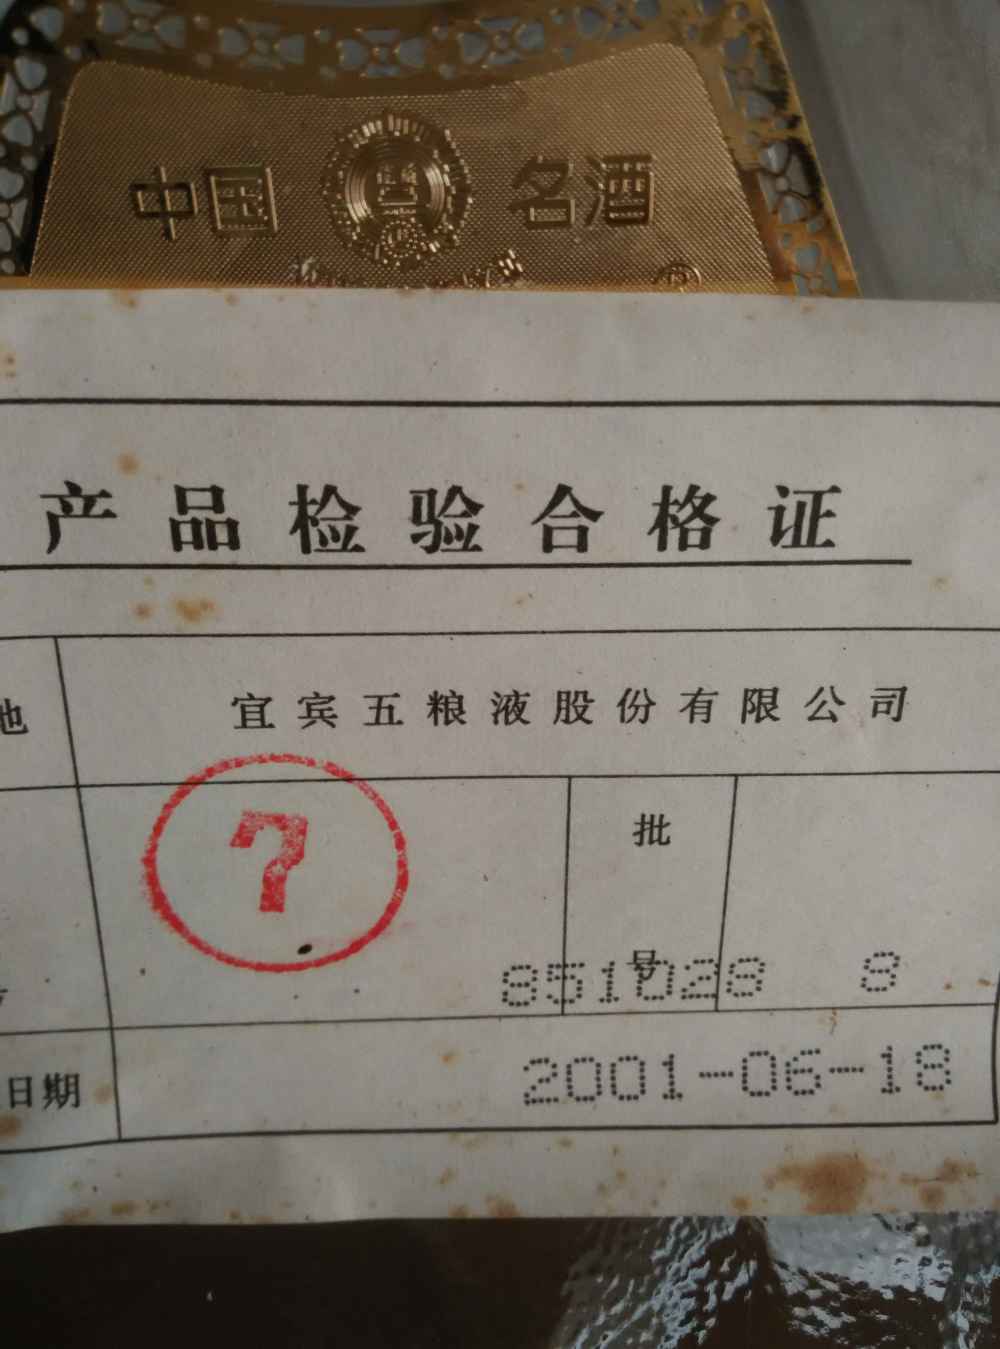 中国 名酒
®
产品检验合格证
地
宜宾五粮液股份有限公司
7
批
号
851028 8
日期
2001-06-18